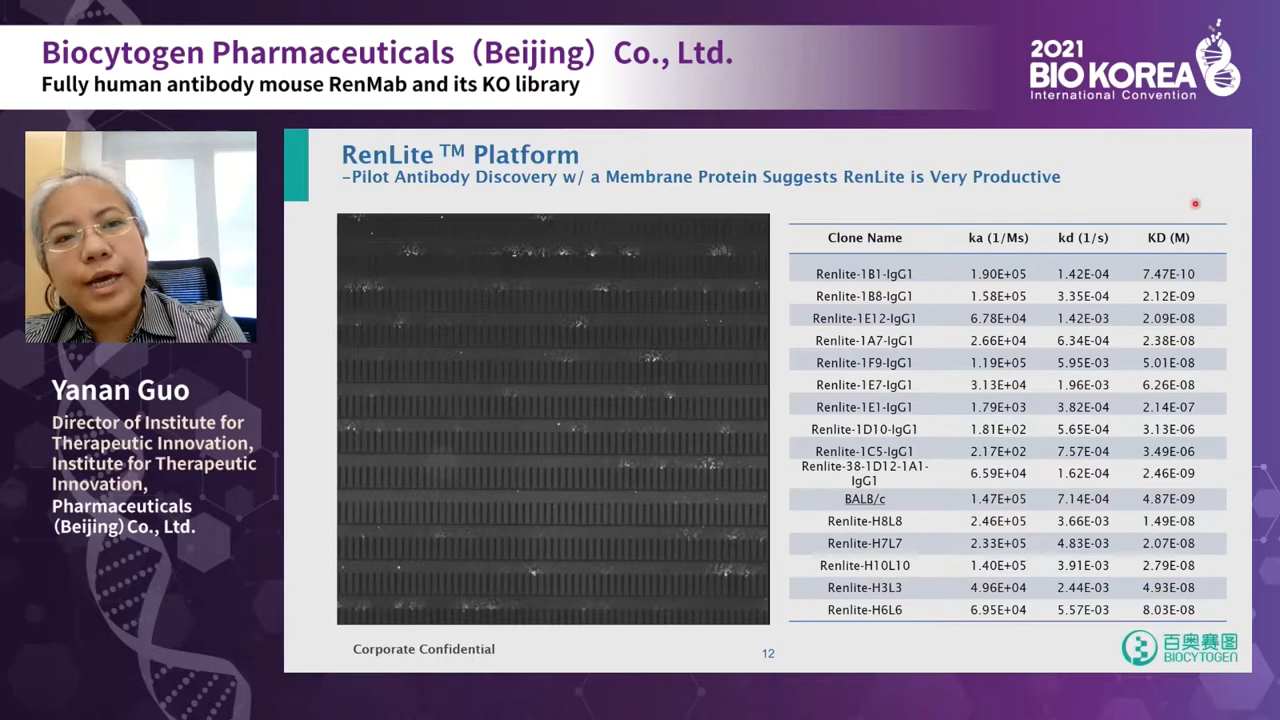 Biocytogen Pharmaceuticals（Beijing）Co., Ltd.
Fully human antibody mouse RenMab and its KO library
2021
BIO KOREA
International Convention
Yanan Guo
Director of Institute for
Therapeutic Innovation,
Institute for Therapeutic
Innovation,
Pharmaceuticals
（Beijing）Co., Ltd.
RenLite™ Platform
-Pilot Antibody Discovery w/ a Membrane Protein Suggests RenLite is Very Productive
Clone Name ka (1/Ms) kd (1/s) KD (M)
Renlite-1B1-IgG1 1.90E+05 1.42E-04 7.47E-10
Renlite-1B8-IgG1 1.58E+05 3.35E-04 2.12E-09
Renlite-1E12-IgG1 6.78E+04 1.42E-03 2.09E-08
Renlite-1A7-IgG1 2.66E+04 6.34E-04 2.38E-08
Renlite-1F9-IgG1 1.19E+05 5.95E-03 5.01E-08
Renlite-1E7-IgG1 3.13E+04 1.96E-03 6.26E-08
Renlite-1E1-IgG1 1.79E+03 3.82E-04 2.14E-07
Renlite-1D10-IgG1 1.81E+02 5.65E-04 3.13E-06
Renlite-1C5-IgG1 2.17E+02 7.57E-04 3.49E-06
Renlite-38-1D12-1A1-
IgG1 6.59E+04 1.62E-04 2.46E-09
BALB/c 1.47E+05 7.14E-04 4.87E-09
Renlite-H8L8 2.46E+05 3.66E-03 1.49E-08
Renlite-H7L7 2.33E+05 4.83E-03 2.07E-08
Renlite-H10L10 1.40E+05 3.91E-03 2.79E-08
Renlite-H3L3 4.96E+04 2.44E-03 4.93E-08
Renlite-H6L6 6.95E+04 5.57E-03 8.03E-08
Corporate Confidential
12
百奥赛图
BIOCYTOGEN